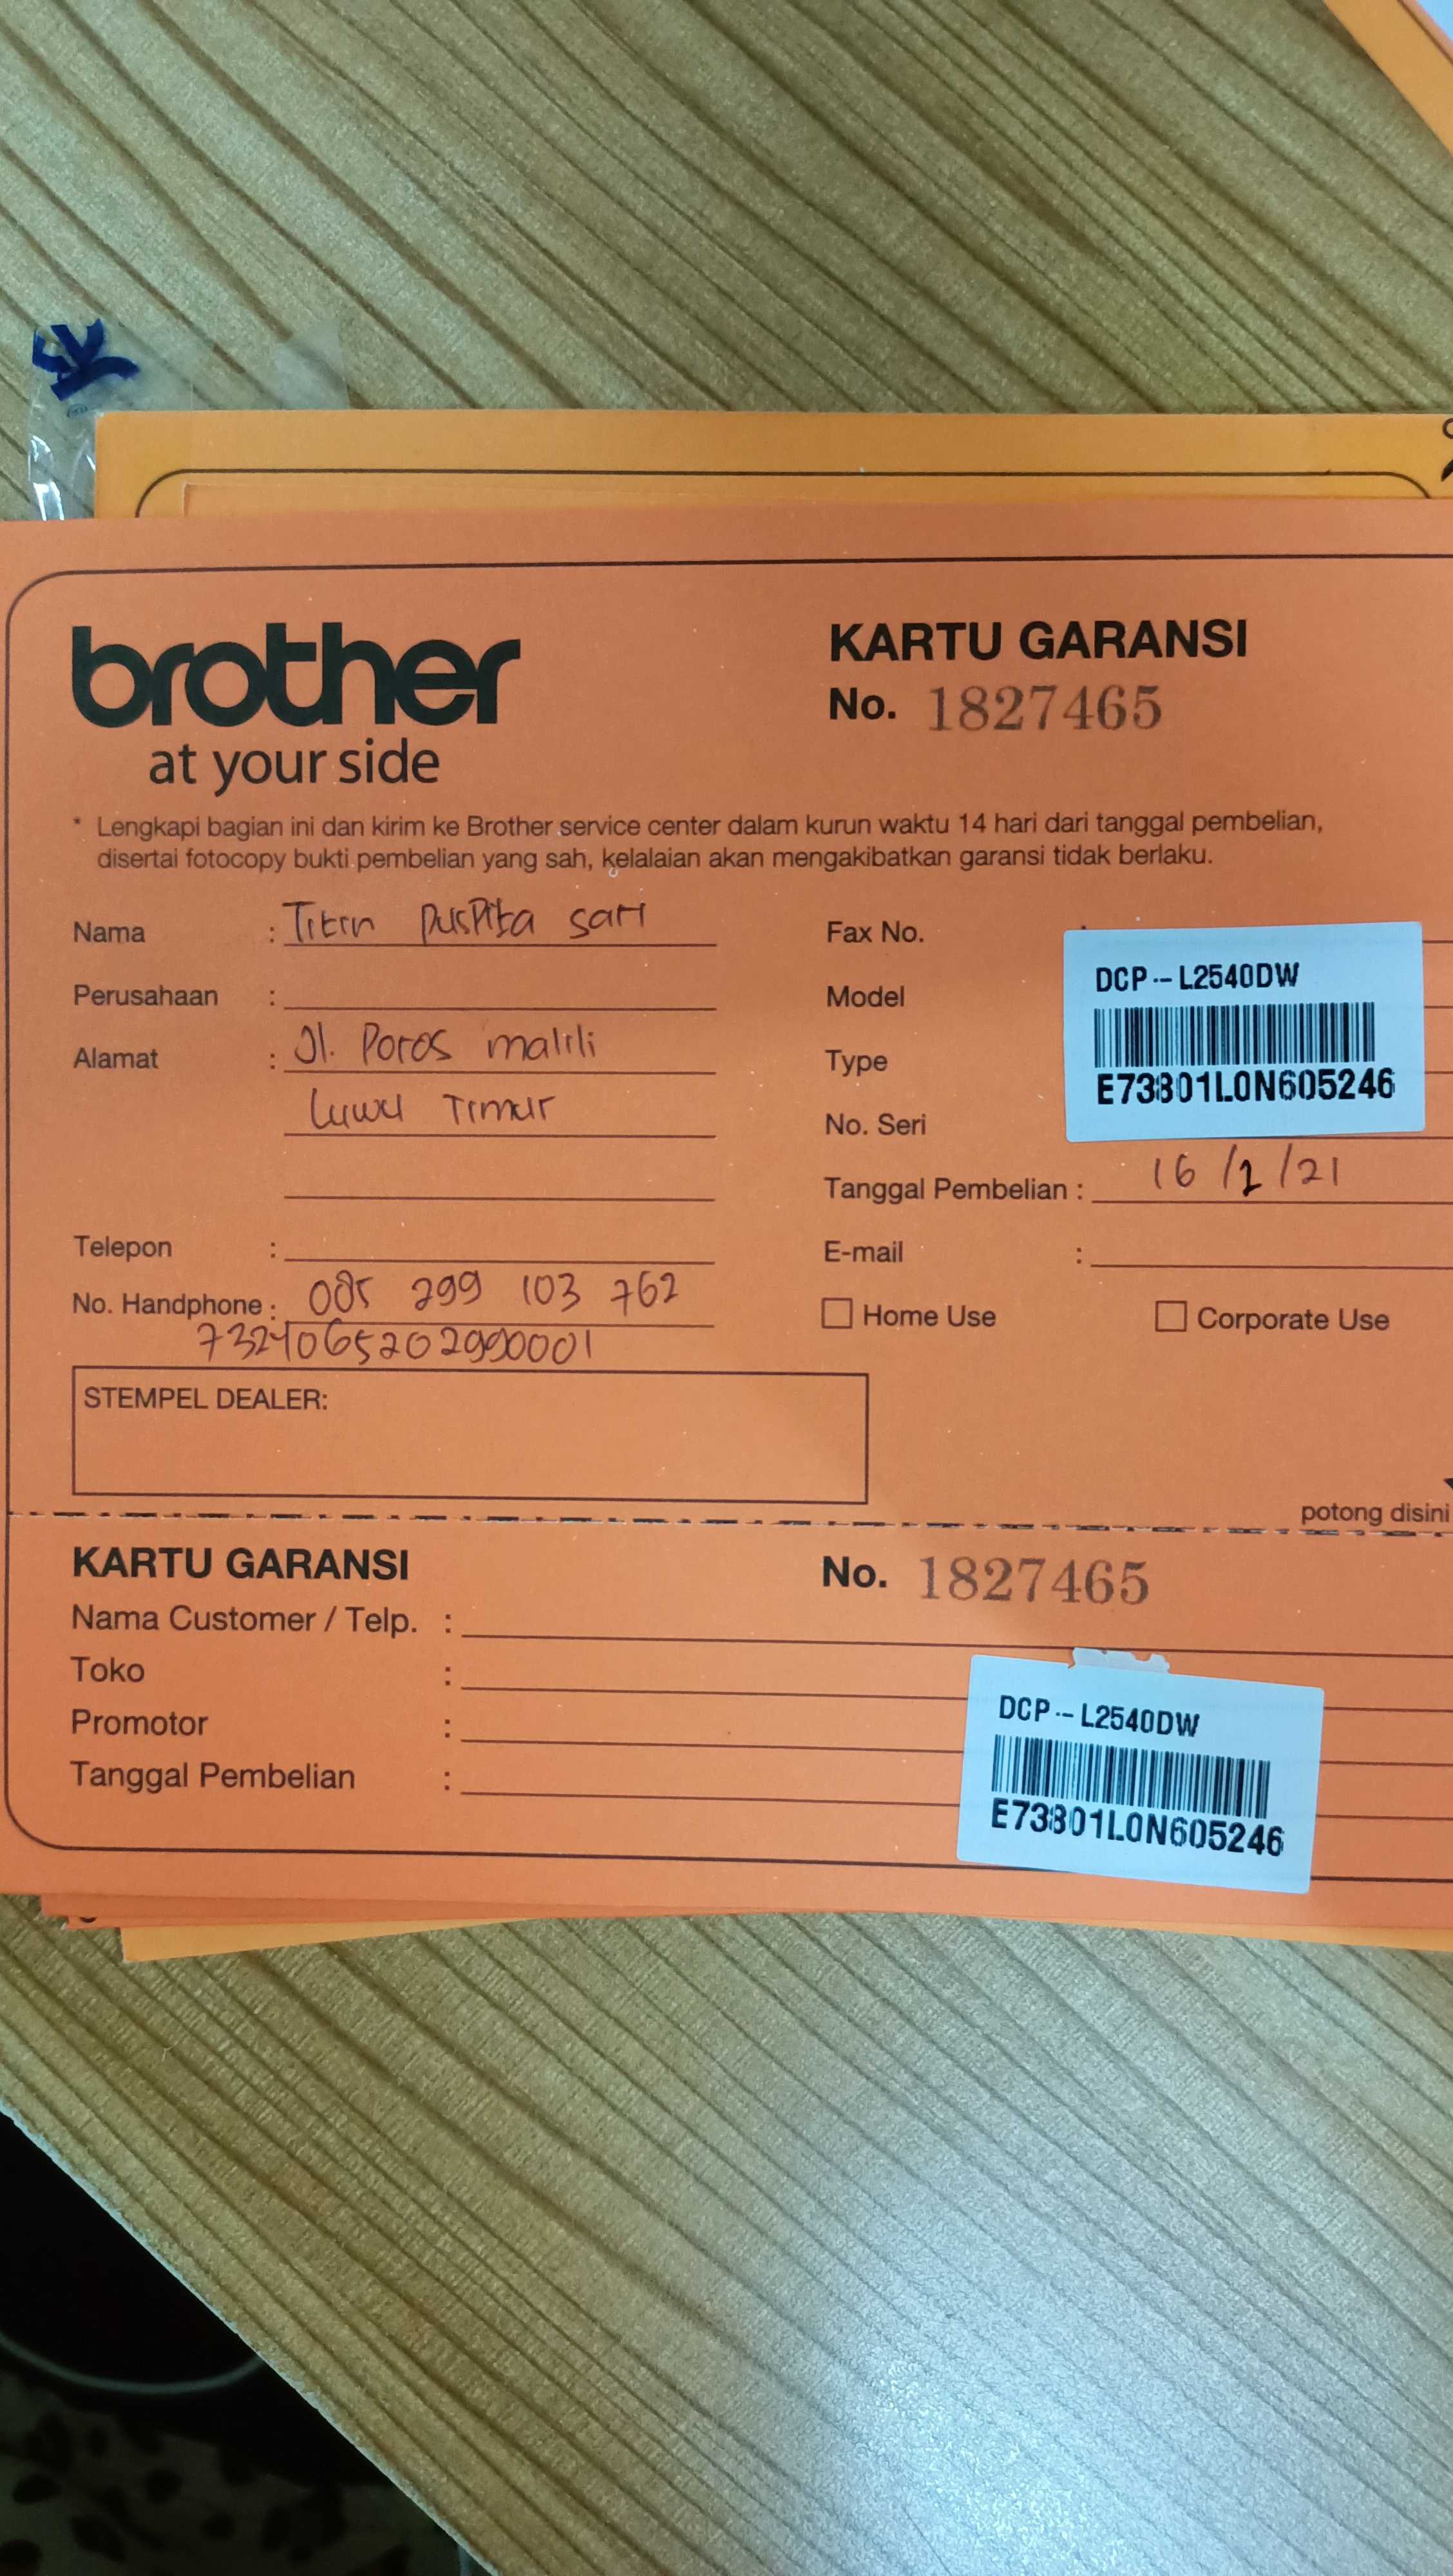 brother
at your side
KARTU GARANSI
No. 1827465
* Lengkapi bagian ini dan kirim ke Brother service center dalam kurun waktu 14 hari dari tanggal pembelian,
disertai fotocopy bukti pembelian yang sah, kelalaian akan mengakibatkan garansi tidak berlaku.
Nama : Titin Puspita sari
Perusahaan :
Alamat : Jl. Poros malili
Luwu Timur
Telepon :
No. Handphone : 085 299 103 762
7324065202990001
Fax No. :
Model
Type
No. Seri
DCP-L2540DW
E73801L0N605246
Tanggal Pembelian : 16/2/21
E-mail :
Home Use
Corporate Use
STEMPEL DEALER:
potong disini
KARTU GARANSI
No. 1827465
Nama Customer / Telp. :
Toko :
Promotor :
Tanggal Pembelian :
DCP-L2540DW
E73801L0N605246